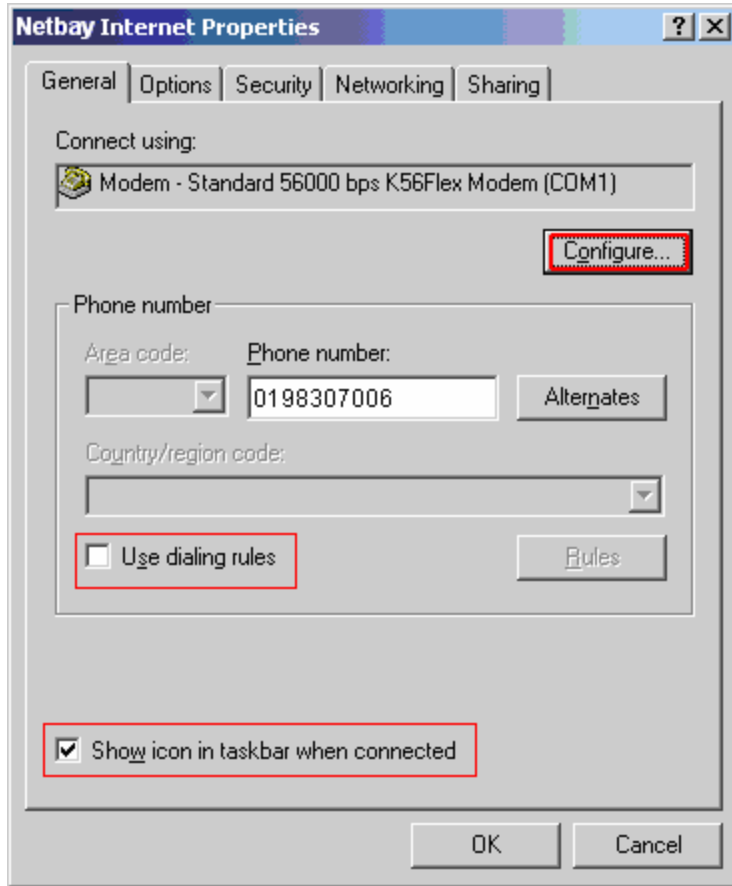 Netbay Internet Properties
General Options Security Networking Sharing
Connect using:
Modem - Standard 56000 bps K56Flex Modem (COM1)
Configure...
Phone number
Area code: Phone number:
0198307006 Alternates
Country/region code:
Use dialing rules Rules
Show icon in taskbar when connected
OK Cancel